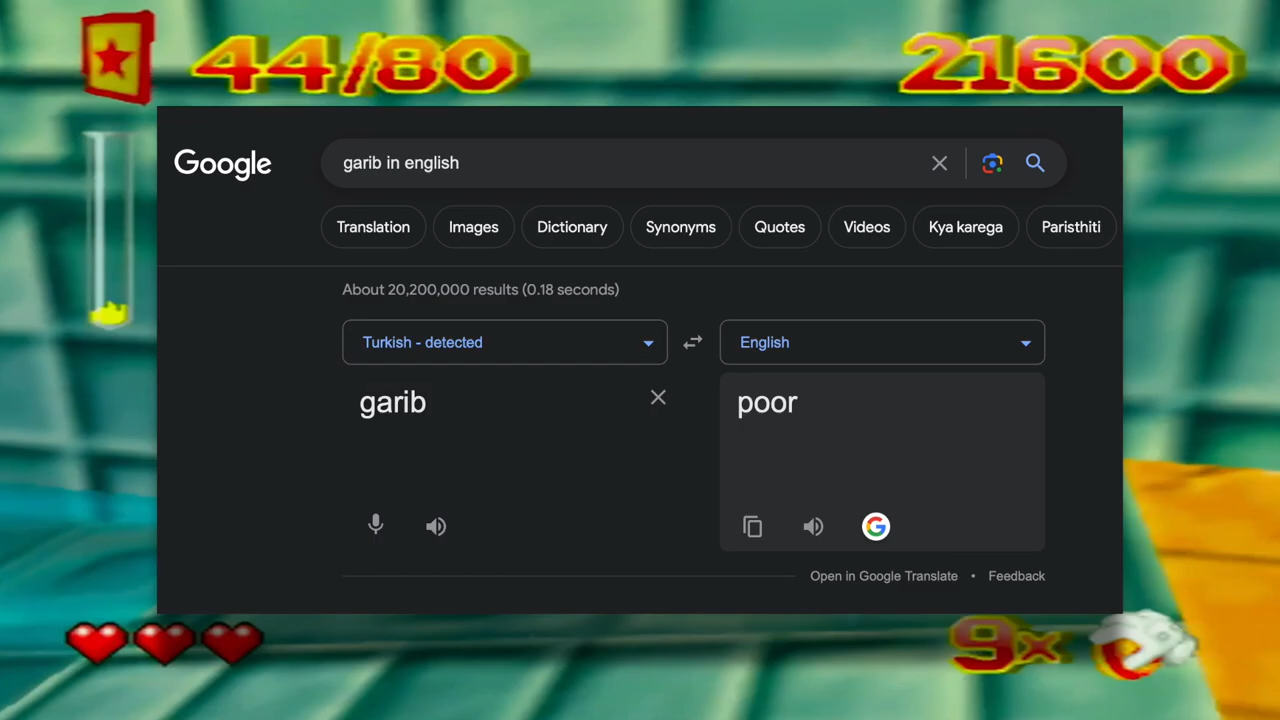 44/80
21600
Google
garib in english
Translation
Images
Dictionary
Synonyms
Quotes
Videos
Kya karega
Paristhiti
About 20,200,000 results (0.18 seconds)
Turkish - detected
English
garib
poor
Open in Google Translate • Feedback
9x